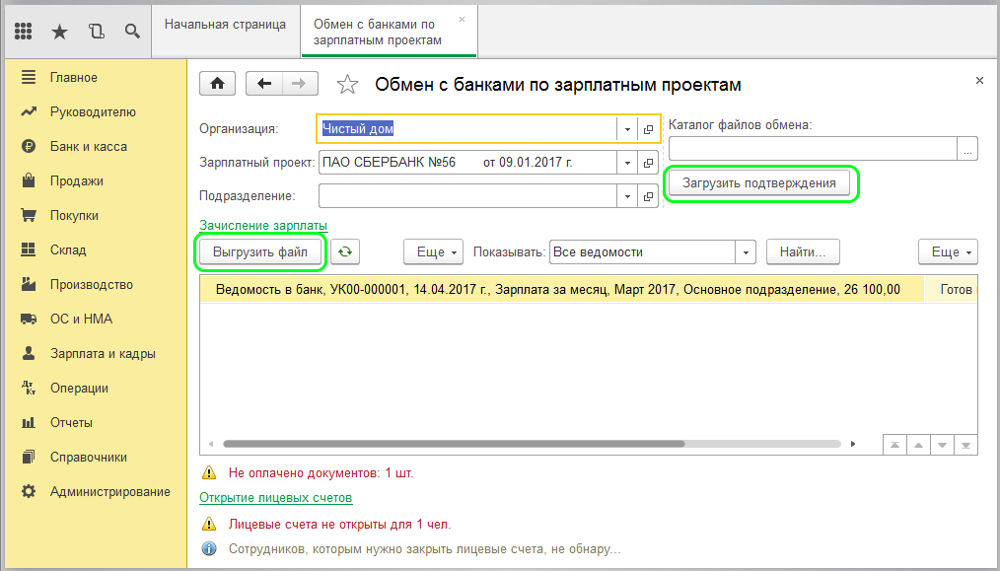 Начальная страница
Обмен с банками по
зарплатным проектам
Главное
Руководителю
Банк и касса
Продажи
Покупки
Склад
Производство
ОС и НМА
Зарплата и кадры
Операции
Отчеты
Справочники
Администрирование
Обмен с банками по зарплатным проектам
Организация: Чистый дом
Каталог файлов обмена:
Зарплатный проект: ПАО СБЕРБАНК №56 от 09.01.2017 г.
...
Загрузить подтверждения
Подразделение:
Зачисление зарплаты
Выгрузить файл Еще Показывать: Все ведомости Найти... Еще
Ведомость в банк, УК00-000001, 14.04.2017 г., Зарплата за месяц, Март 2017, Основное подразделение, 26 100,00 Готов
Не оплачено документов: 1 шт.
Открытие лицевых счетов
Лицевые счета не открыты для 1 чел.
Сотрудников, которым нужно закрыть лицевые счета, не обнару...